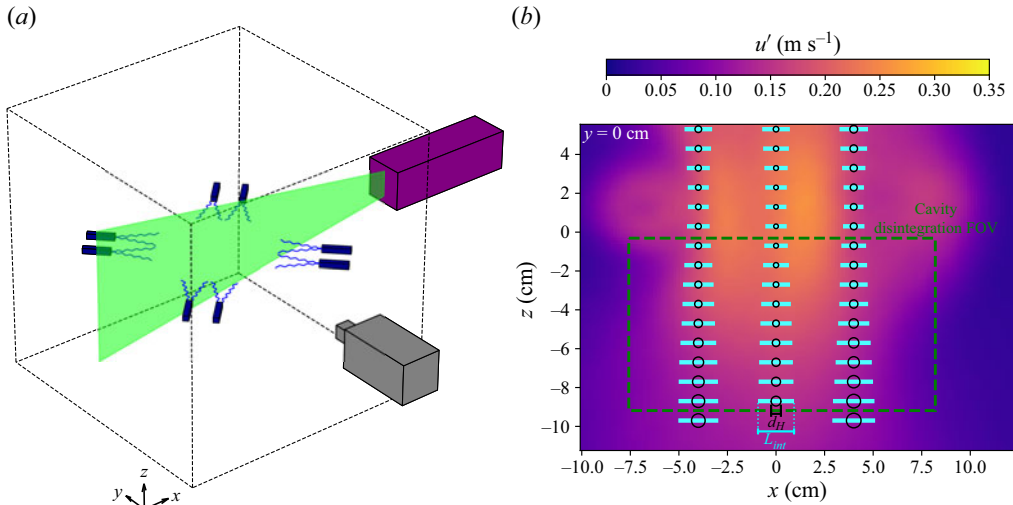 (a)
z
y
x
(b)
u′ (m s−1)
0 0.05 0.10 0.15 0.20 0.25 0.30 0.35
y = 0 cm
Cavity
disintegration FOV
4
2
0
−2
−4
−6
−8
−10
z (cm)
d_H
L_int
−10.0 −7.5 −5.0 −2.5 0 2.5 5.0 7.5 10.0
x (cm)